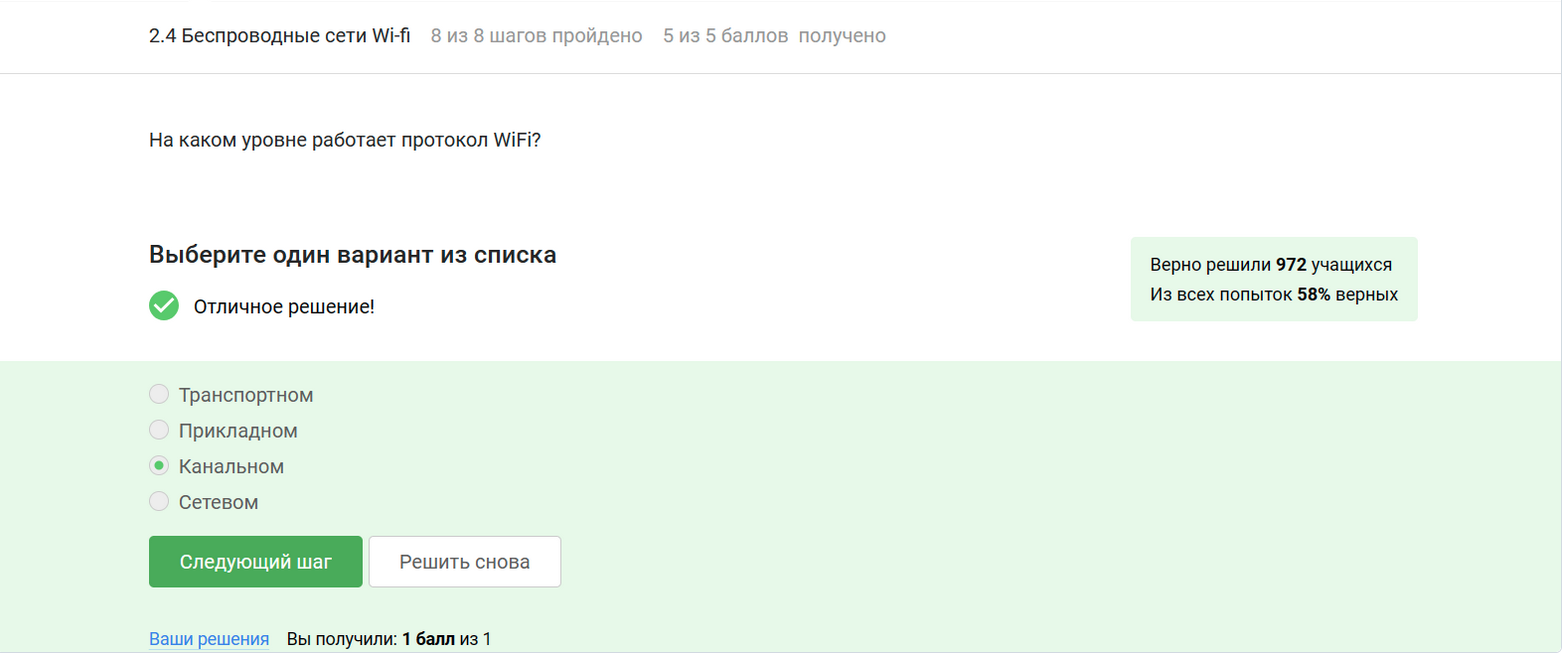 2.4 Беспроводные сети Wi-fi 8 из 8 шагов пройдено 5 из 5 баллов получено
На каком уровне работает протокол WiFi?
Выберите один вариант из списка
Отличное решение!
Верно решили 972 учащихся
Из всех попыток 58% верных
Транспортном
Прикладном
Канальном
Сетевом
Следующий шаг Решить снова
Ваши решения Вы получили: 1 балл из 1